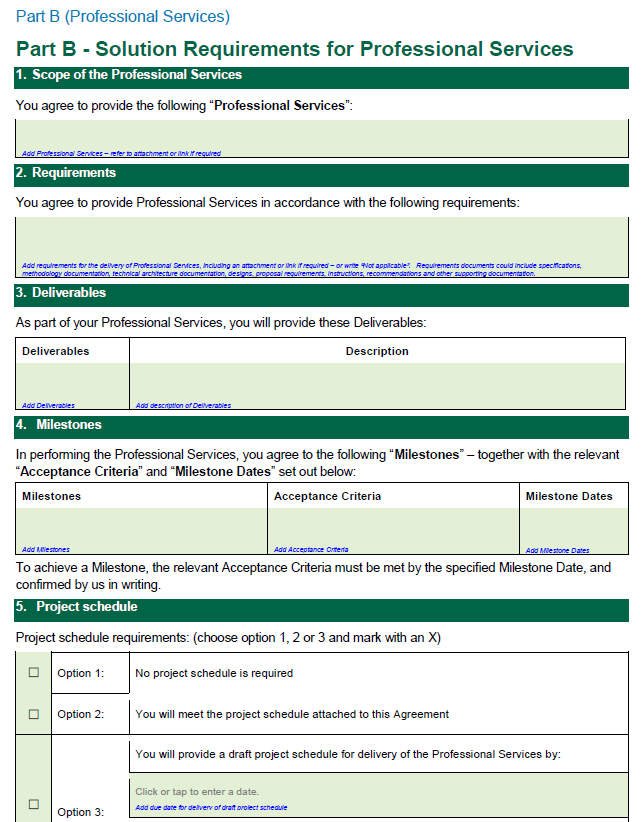 Part B (Professional Services)
Part B - Solution Requirements for Professional Services
1. Scope of the Professional Services
You agree to provide the following “Professional Services”:
Add Professional Services – refer to attachment or link if required
2. Requirements
You agree to provide Professional Services in accordance with the following requirements:
Add requirements for the delivery of Professional Services, including an attachment or link if required – or write “Not applicable”. Requirements documents could include specifications,
methodology documentation, technical architecture documentation, designs, proposal requirements, instructions, recommendations and other supporting documentation.
3. Deliverables
As part of your Professional Services, you will provide these Deliverables:
Deliverables Description
Add Deliverables Add description of Deliverables
4. Milestones
In performing the Professional Services, you agree to the following “Milestones” – together with the relevant
“Acceptance Criteria” and “Milestone Dates” set out below:
Milestones Acceptance Criteria Milestone Dates
Add Milestones Add Acceptance Criteria Add Milestone Dates
To achieve a Milestone, the relevant Acceptance Criteria must be met by the specified Milestone Date, and
confirmed by us in writing.
5. Project schedule
Project schedule requirements: (choose option 1, 2 or 3 and mark with an X)
☐ Option 1: No project schedule is required
☐ Option 2: You will meet the project schedule attached to this Agreement
You will provide a draft project schedule for delivery of the Professional Services by:
Click or tap to enter a date.
☐ Option 3: Add due date for delivery of draft project schedule